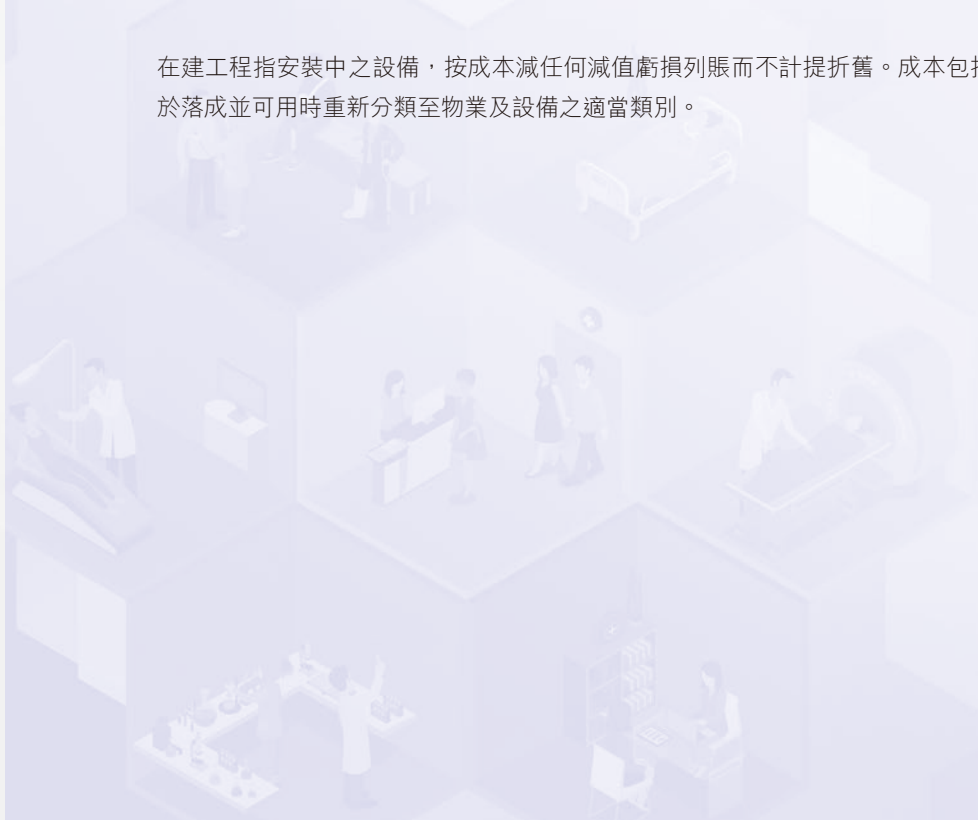 在建工程指安裝中之設備，按成本減任何減值虧損列賬而不計提折舊。成本包
於落成並可用時重新分類至物業及設備之適當類別。